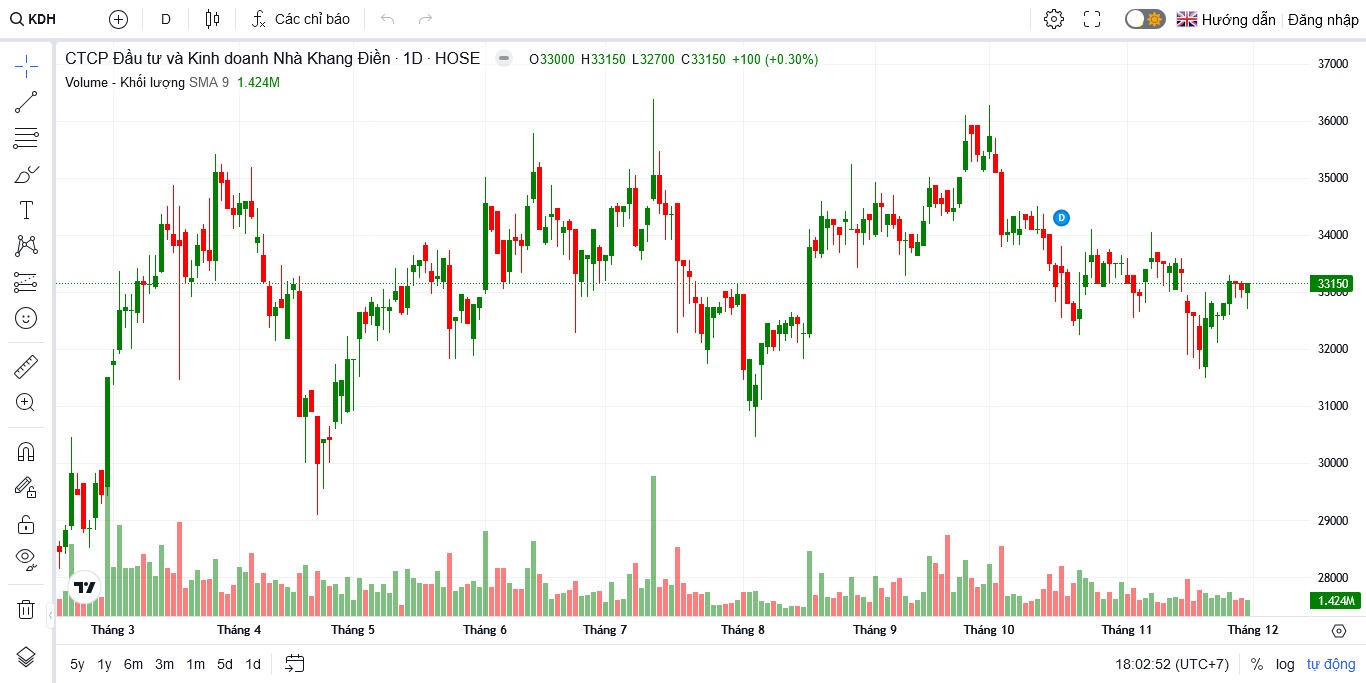 KDH D Các chỉ báo Hướng dẫn Đăng nhập
CTCP Đầu tư và Kinh doanh Nhà Khang Điền · 1D · HOSE O33000 H33150 L32700 C33150 +100 (+0.30%)
Volume - Khối lượng SMA 9 1.424M
37000
36000
35000
34000
33150
33000
32000
31000
30000
29000
28000
1.424M
D
Tháng 3 Tháng 4 Tháng 5 Tháng 6 Tháng 7 Tháng 8 Tháng 9 Tháng 10 Tháng 11 Tháng 12
5y 1y 6m 3m 1m 5d 1d 18:02:52 (UTC+7) % log tự động